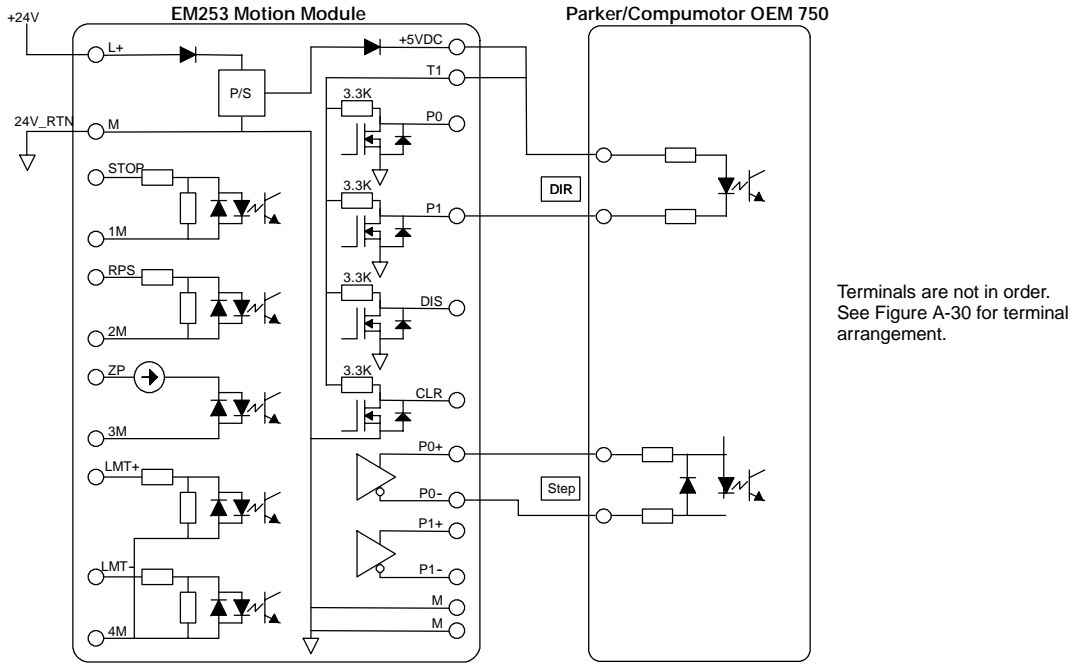 EM253 Motion Module
Parker/Compumotor OEM 750
+24V
L+
P/S
24V_RTN
M
STOP
1M
RPS
2M
ZP
3M
LMT+
LMT-
4M
+5VDC
T1
3.3K
P0
3.3K
P1
3.3K
DIS
3.3K
CLR
P0+
P0-
P1+
P1-
M
M
DIR
Step
Terminals are not in order.
See Figure A-30 for terminal
arrangement.